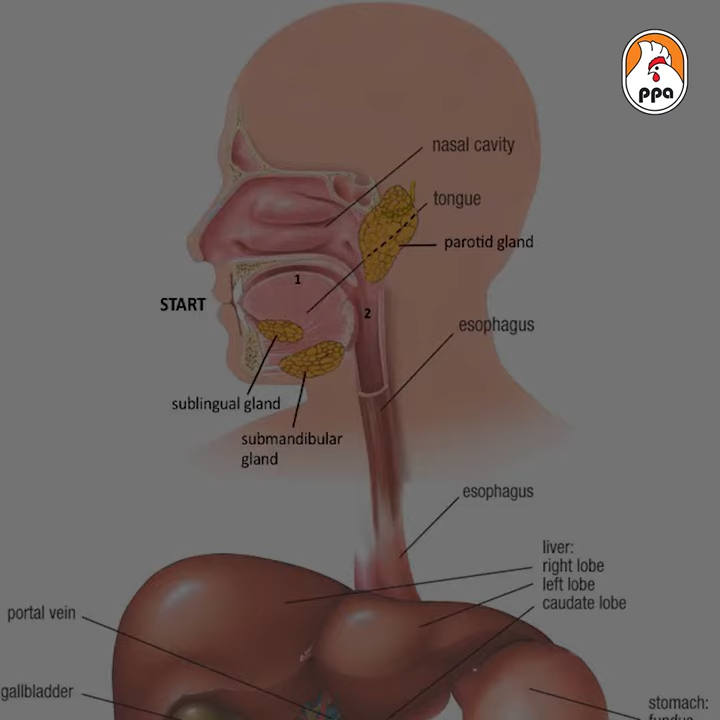 ppa
nasal cavity
tongue
parotid gland
1
START
2
esophagus
sublingual gland
submandibular
gland
esophagus
liver:
right lobe
left lobe
caudate lobe
portal vein
gallbladder
stomach:
fundus